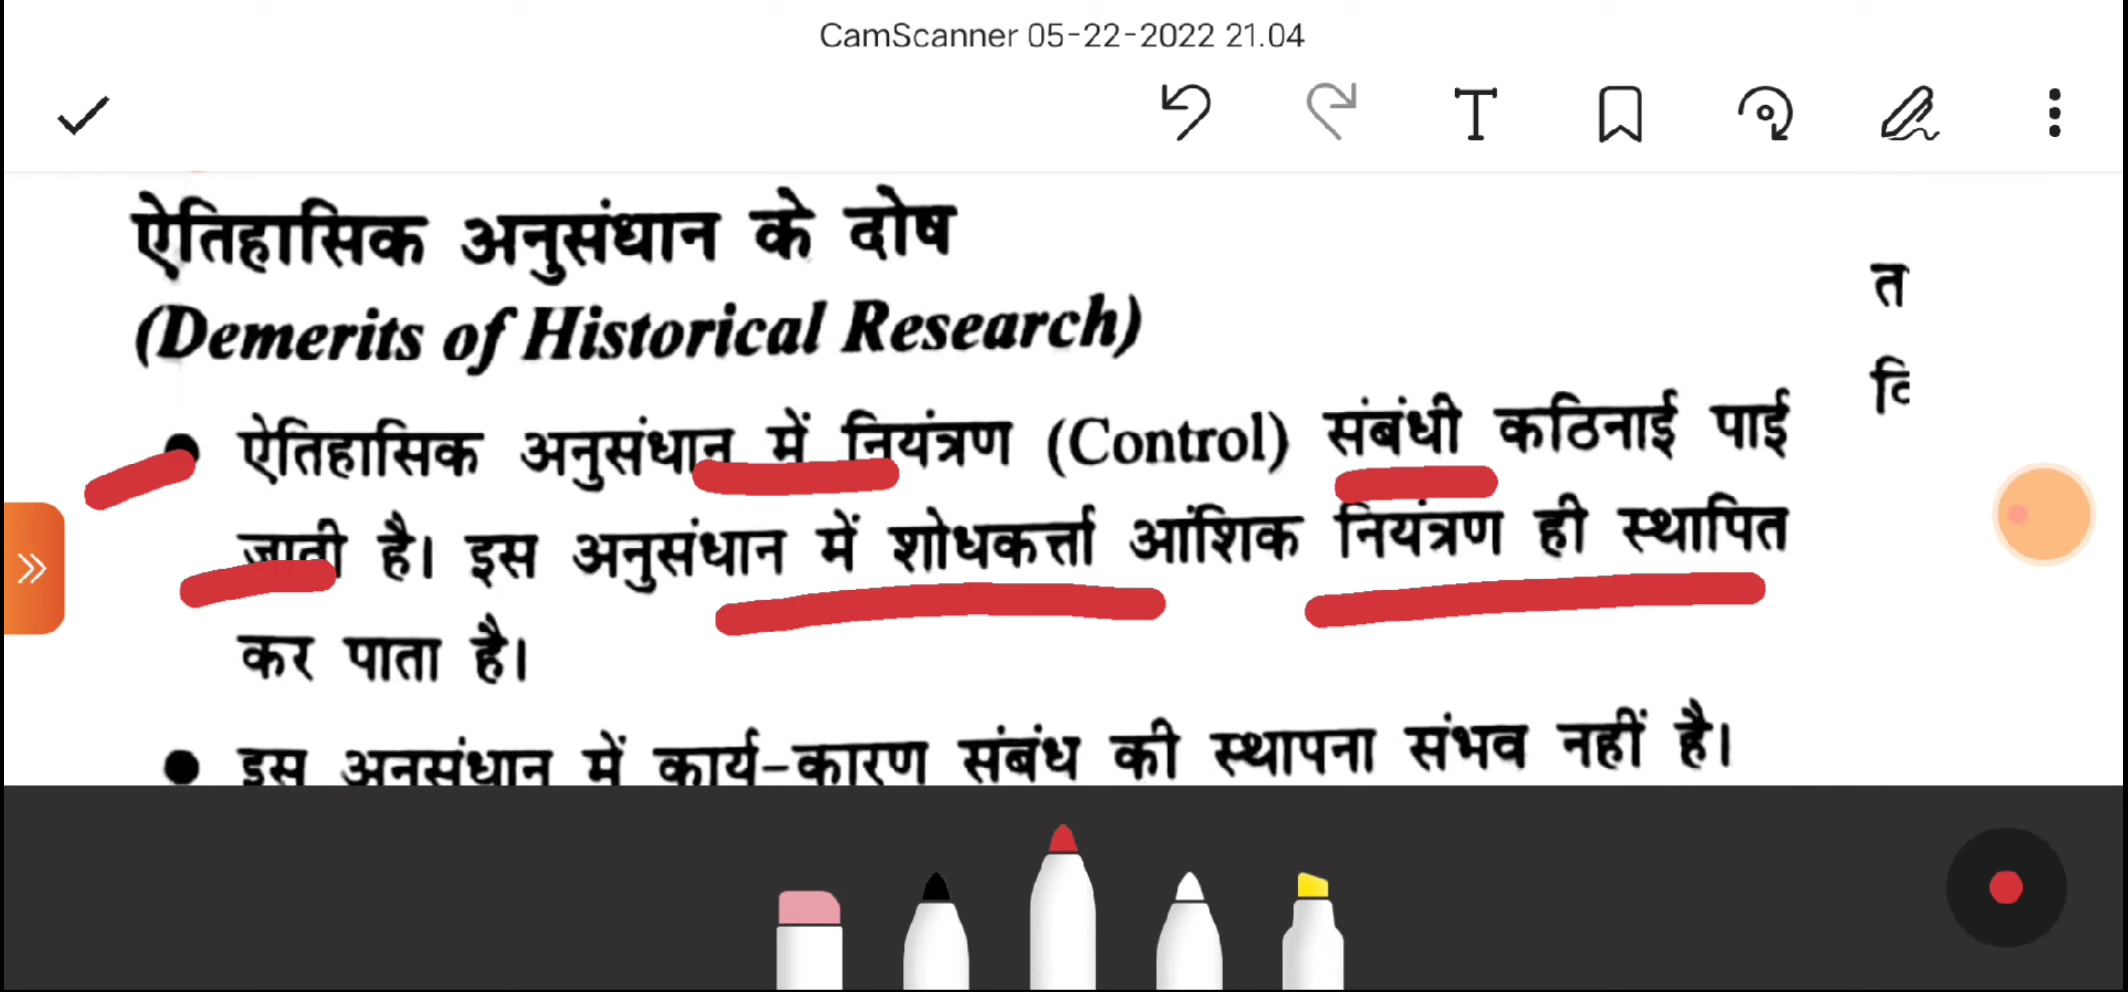 CamScanner 05-22-2022 21.04
ऐतिहासिक अनुसंधान के दोष
(Demerits of Historical Research)
ऐतिहासिक अनुसंधान में नियंत्रण (Control) संबंधी कठिनाई पाई
जाती है। इस अनुसंधान में शोधकर्त्ता आंशिक नियंत्रण ही स्थापित
कर पाता है।
इस अनुसंधान में कार्य-कारण संबंध की स्थापना संभव नहीं है।
त